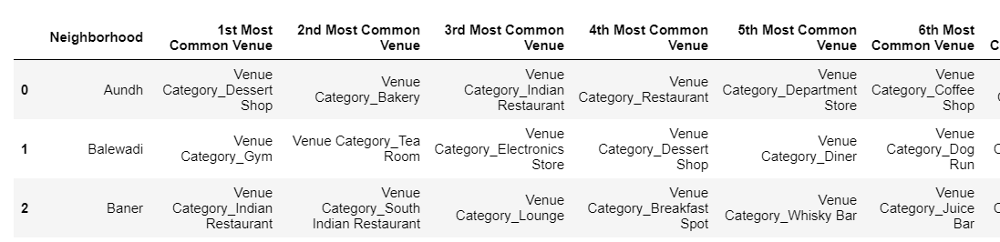 Neighborhood 1st Most Common Venue 2nd Most Common Venue 3rd Most Common Venue 4th Most Common Venue 5th Most Common Venue 6th Most Common Venue
0 Aundh Venue Category_Dessert Shop Venue Category_Bakery Venue Category_Indian Restaurant Venue Category_Restaurant Venue Category_Department Store Venue Category_Coffee Shop
1 Balewadi Venue Category_Gym Venue Category_Tea Room Venue Category_Electronics Store Venue Category_Dessert Shop Venue Category_Diner Venue Category_Dog Run
2 Baner Venue Category_Indian Restaurant Venue Category_South Indian Restaurant Venue Category_Lounge Venue Category_Breakfast Spot Venue Category_Whisky Bar Venue Category_Juice Bar